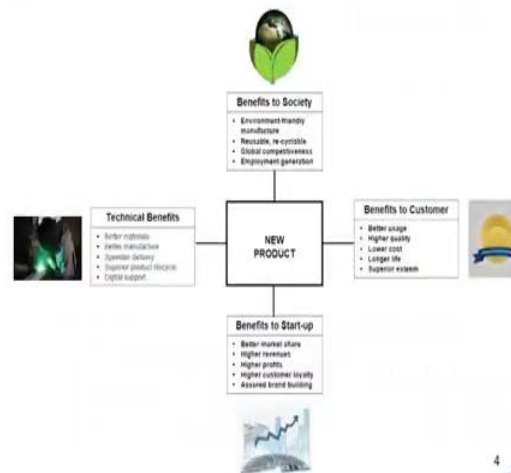 Benefits to Society
• Environment-friendly
manufacture
• Reusable, re-cyclable
• Global competitiveness
• Employment generation
Technical Benefits
• Better materials
• Better manufacture
• Speedier delivery
• Superior product lifecycle
• Digital support
NEW
PRODUCT
Benefits to Customer
• Better usage
• Higher quality
• Lower cost
• Longer life
• Superior esteem
Benefits to Start-up
• Better market share
• Higher revenues
• Higher profits
• Higher customer loyalty
• Assured brand building
4